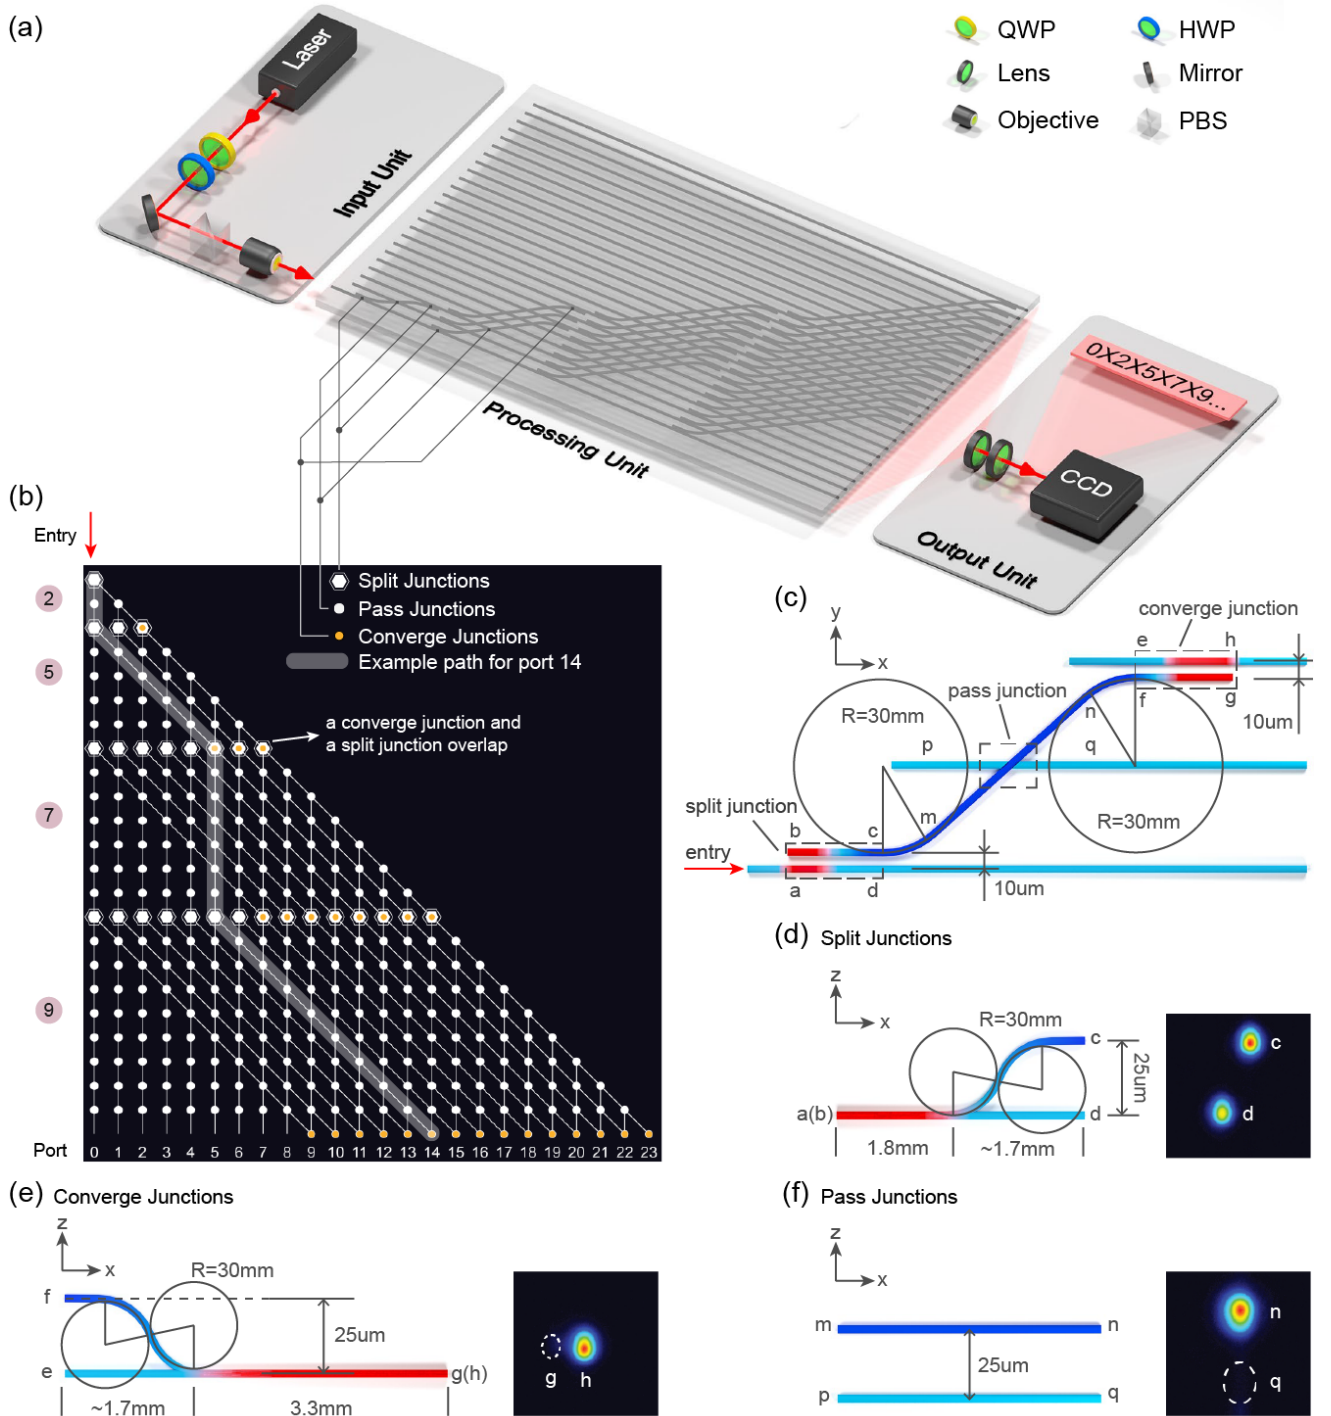 (a)
Laser
Input Unit
QWP
HWP
Lens
Mirror
Objective
PBS
Processing Unit
0X2X5X7X9...
CCD
Output Unit
(b)
Entry
2
5
7
9
Split Junctions
Pass Junctions
Converge Junctions
Example path for port 14
a converge junction and
a split junction overlap
Port
0 1 2 3 4 5 6 7 8 9 10 11 12 13 14 15 16 17 18 19 20 21 22 23
(c)
y
x
converge junction
e h
pass junction
n
f g
R=30mm
10um
p
q
split junction
m
R=30mm
b c
entry
a d
10um
(d) Split Junctions
z
x
R=30mm
c
25um
a(b)
d
1.8mm
~1.7mm
c
d
(e) Converge Junctions
z
x
R=30mm
f
25um
e
g(h)
~1.7mm
3.3mm
g h
(f) Pass Junctions
z
x
m n
25um
p q
n
q